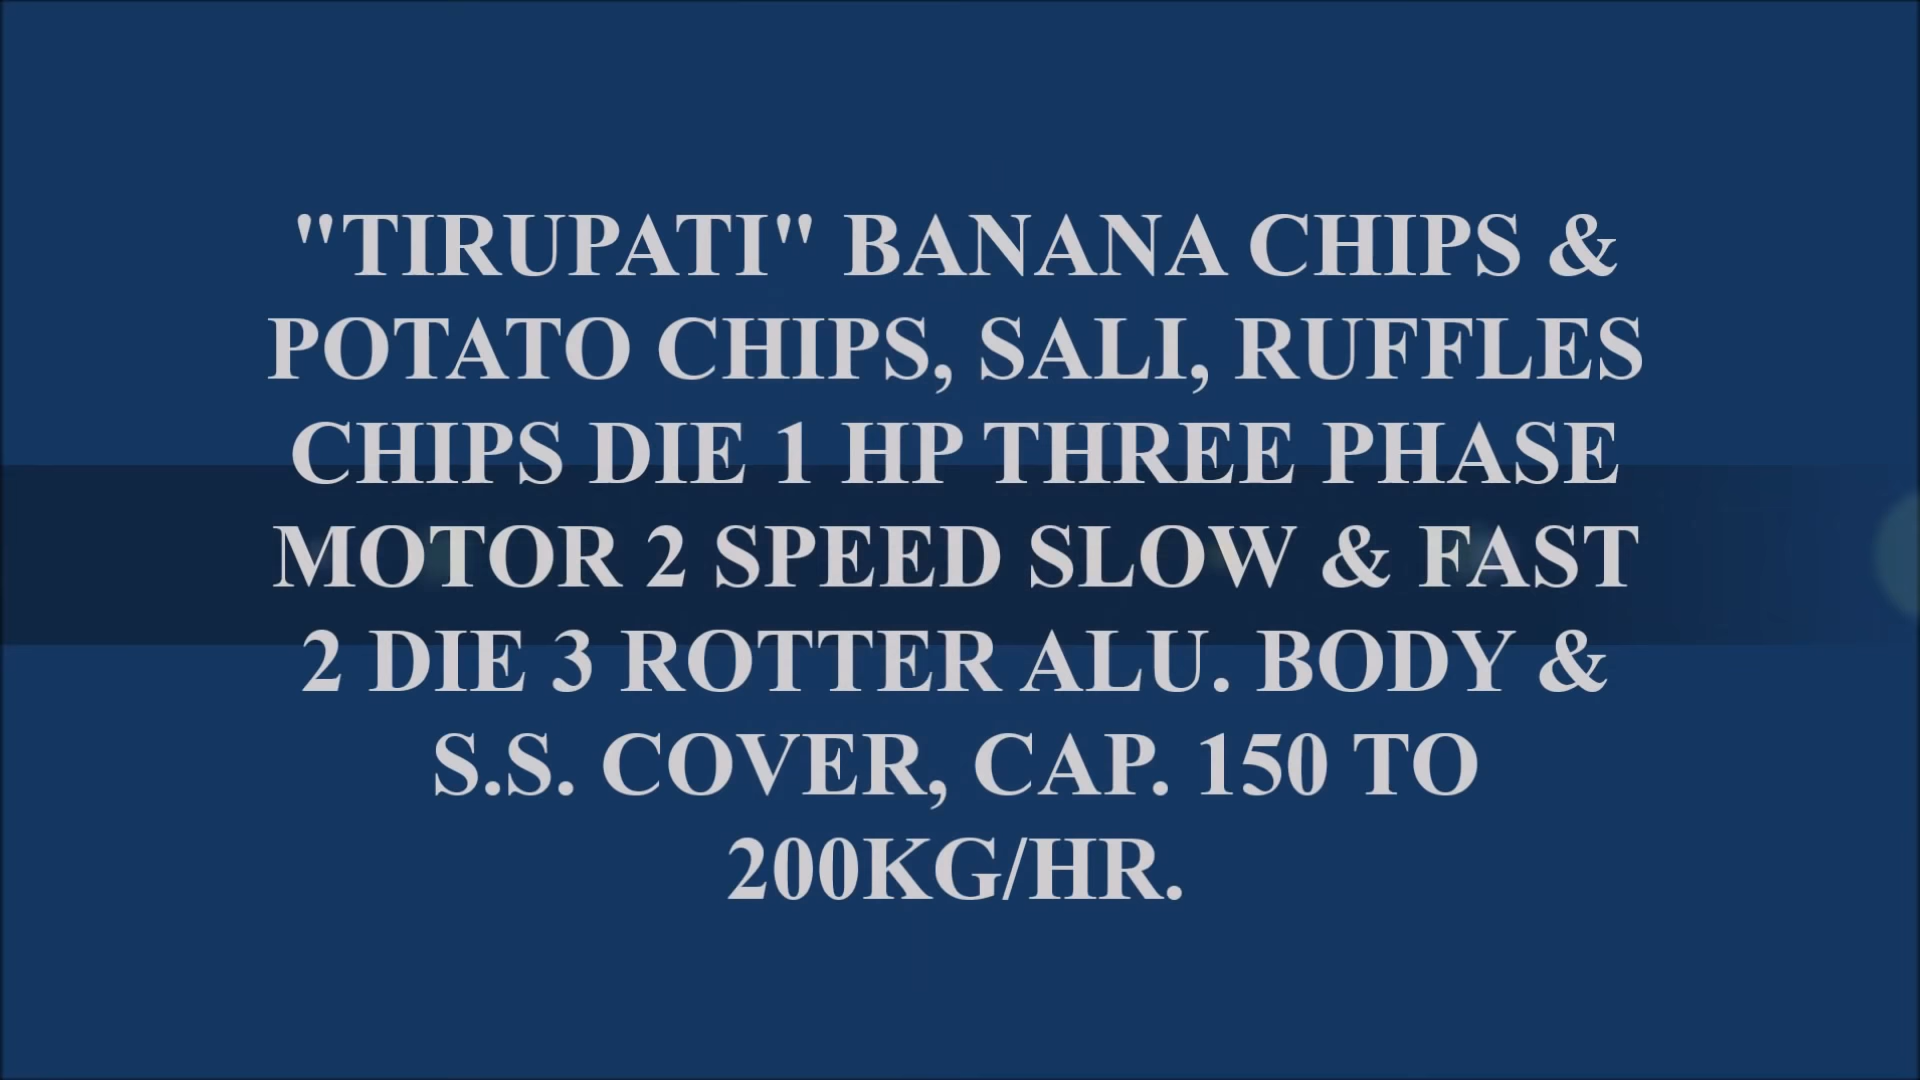 "TIRUPATI" BANANA CHIPS &
POTATO CHIPS, SALI, RUFFLES
CHIPS DIE 1 HP THREE PHASE
MOTOR 2 SPEED SLOW & FAST
2 DIE 3 ROTTER ALU. BODY &
S.S. COVER, CAP. 150 TO
200KG/HR.